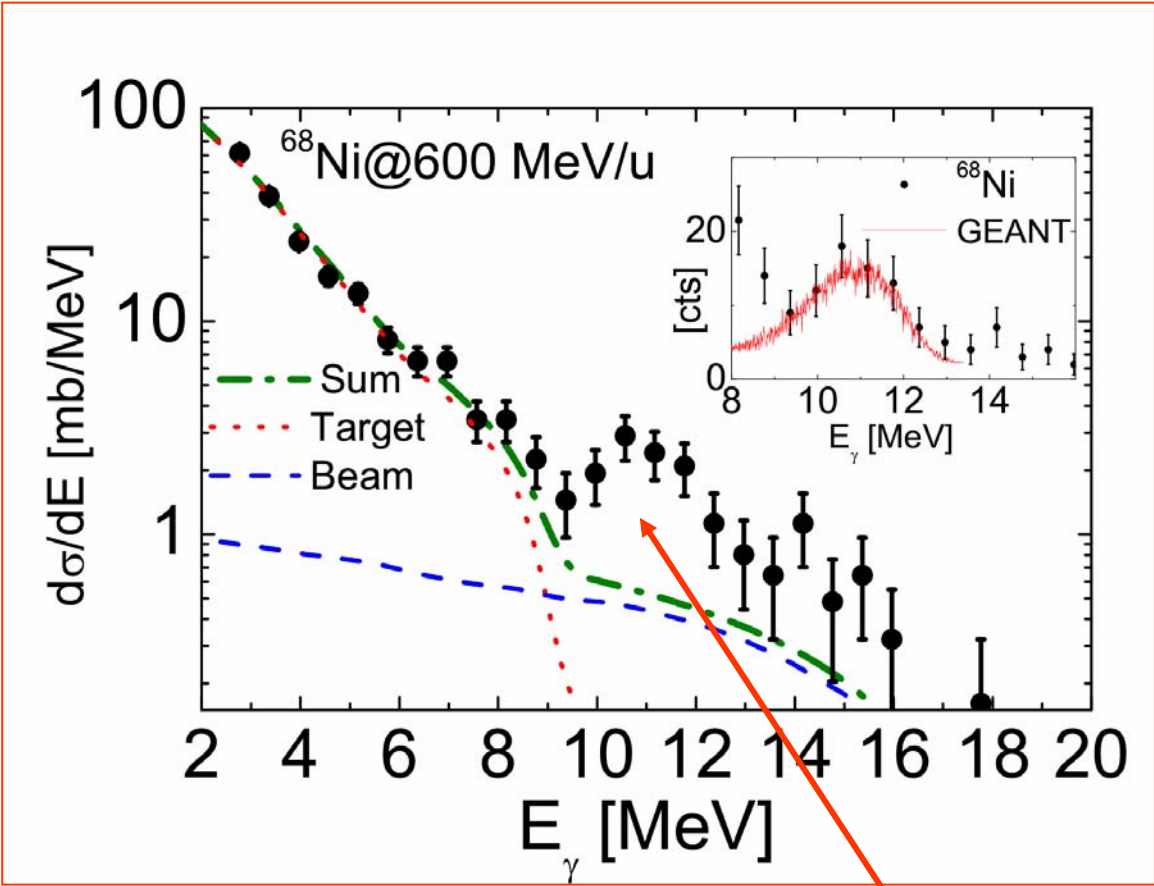 100
10
1
dσ/dE [mb/MeV]
⁶⁸Ni@600 MeV/u
Sum
Target
Beam
⁶⁸Ni
GEANT
20
0
[cts]
8 10 12 14
E_γ [MeV]
2 4 6 8 10 12 14 16 18 20
E_γ [MeV]